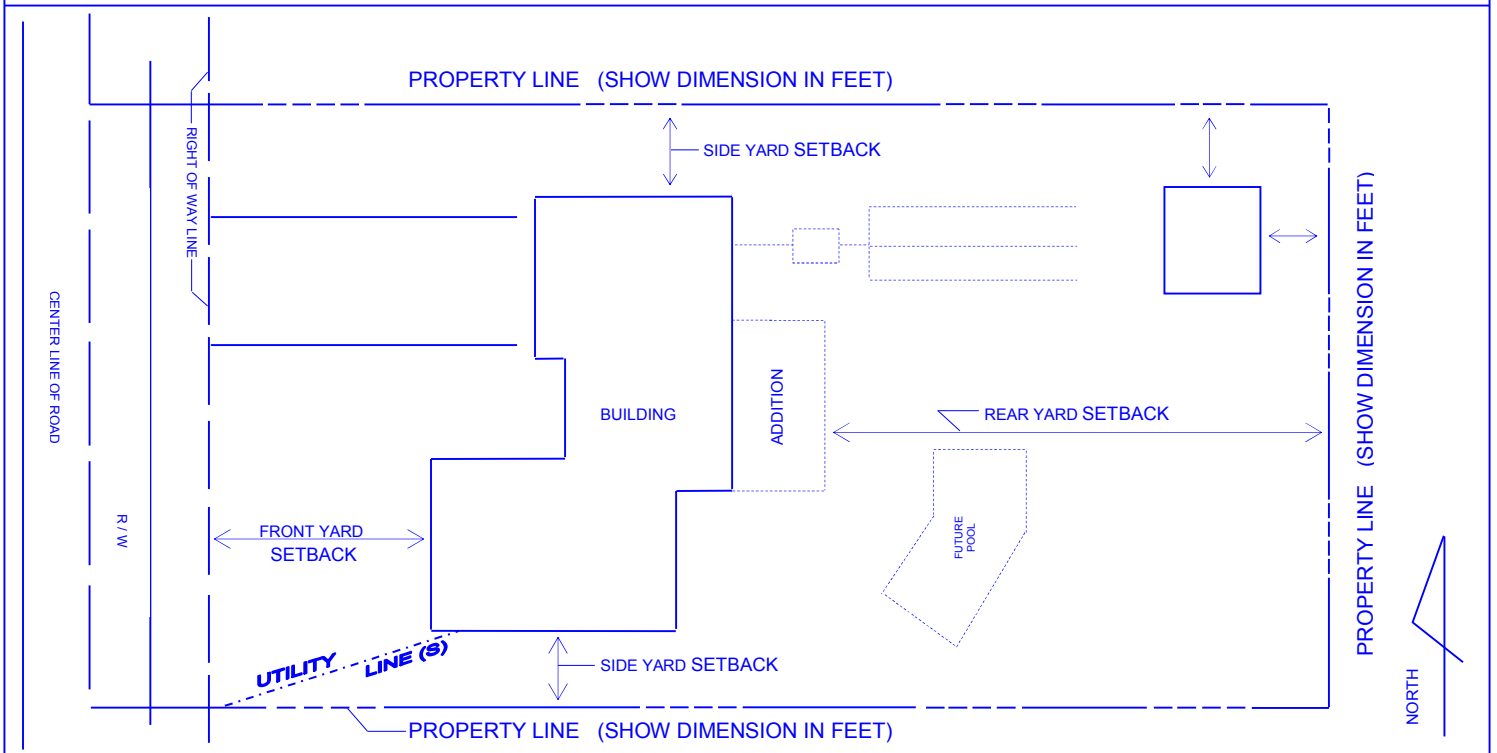 PROPERTY LINE (SHOW DIMENSION IN FEET)
RIGHT OF WAY LINE
SIDE YARD SETBACK
PROPERTY LINE (SHOW DIMENSION IN FEET)
CENTER LINE OF ROAD
BUILDING
ADDITION
REAR YARD SETBACK
R / W
FRONT YARD
SETBACK
FUTURE
POOL
UTILITY LINE (S)
SIDE YARD SETBACK
NORTH
PROPERTY LINE (SHOW DIMENSION IN FEET)